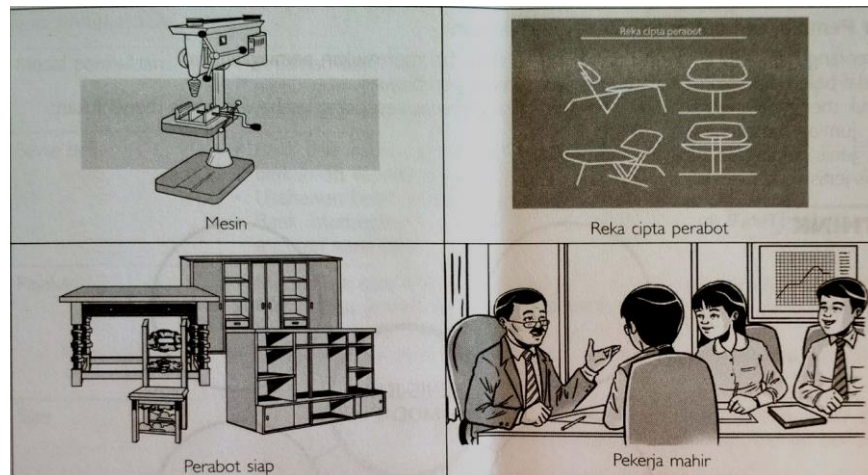 Mesin
Reka cipta perabot
Reka cipta perabot
Perabot siap
Pekerja mahir